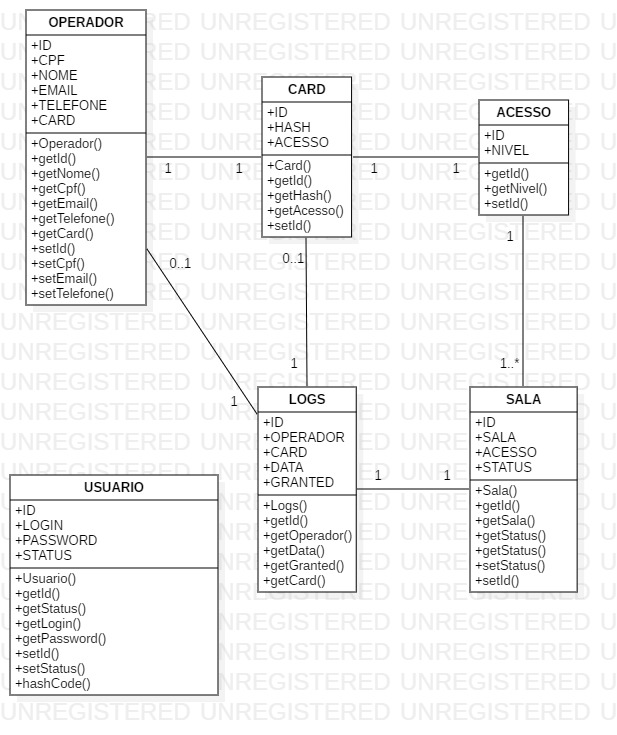 OPERADOR
+ID
+CPF
+NOME
+EMAIL
+TELEFONE
+CARD
+Operador()
+getId()
+getNome()
+getCpf()
+getEmail()
+getTelefone()
+getCard()
+setId()
+setCpf()
+setEmail()
+setTelefone()
CARD
+ID
+HASH
+ACESSO
+Card()
+getId()
+getHash()
+getAcesso()
+setId()
ACESSO
+ID
+NIVEL
+getId()
+getNivel()
+setId()
1
1
1
1
0..1
0..1
1
1
1
1..*
LOGS
+ID
+OPERADOR
+CARD
+DATA
+GRANTED
+Logs()
+getId()
+getOperador()
+getData()
+getGranted()
+getCard()
1
1
SALA
+ID
+SALA
+ACESSO
+STATUS
+Sala()
+getId()
+getSala()
+getStatus()
+getStatus()
+setStatus()
+setId()
USUARIO
+ID
+LOGIN
+PASSWORD
+STATUS
+Usuario()
+getId()
+getStatus()
+getLogin()
+getPassword()
+setId()
+setStatus()
+hashCode()
UNREGISTERED UNREGISTERED UNREGISTERED U